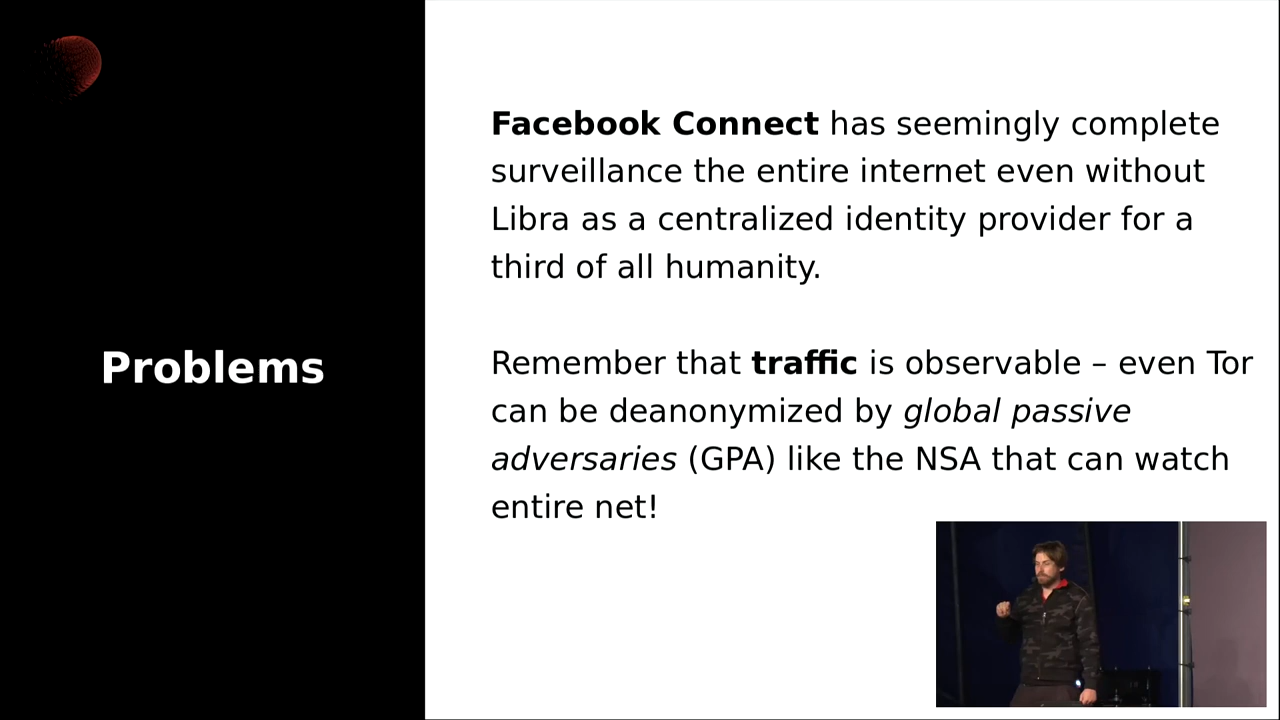 Problems
Facebook Connect has seemingly complete
surveillance the entire internet even without
Libra as a centralized identity provider for a
third of all humanity.
Remember that traffic is observable – even Tor
can be deanonymized by global passive
adversaries (GPA) like the NSA that can watch
entire net!